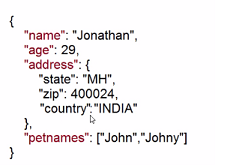 {
"name": "Jonathan",
"age": 29,
"address": {
"state": "MH",
"zip": 400024,
"country":"INDIA"
},
"petnames": ["John","Johny"]
}